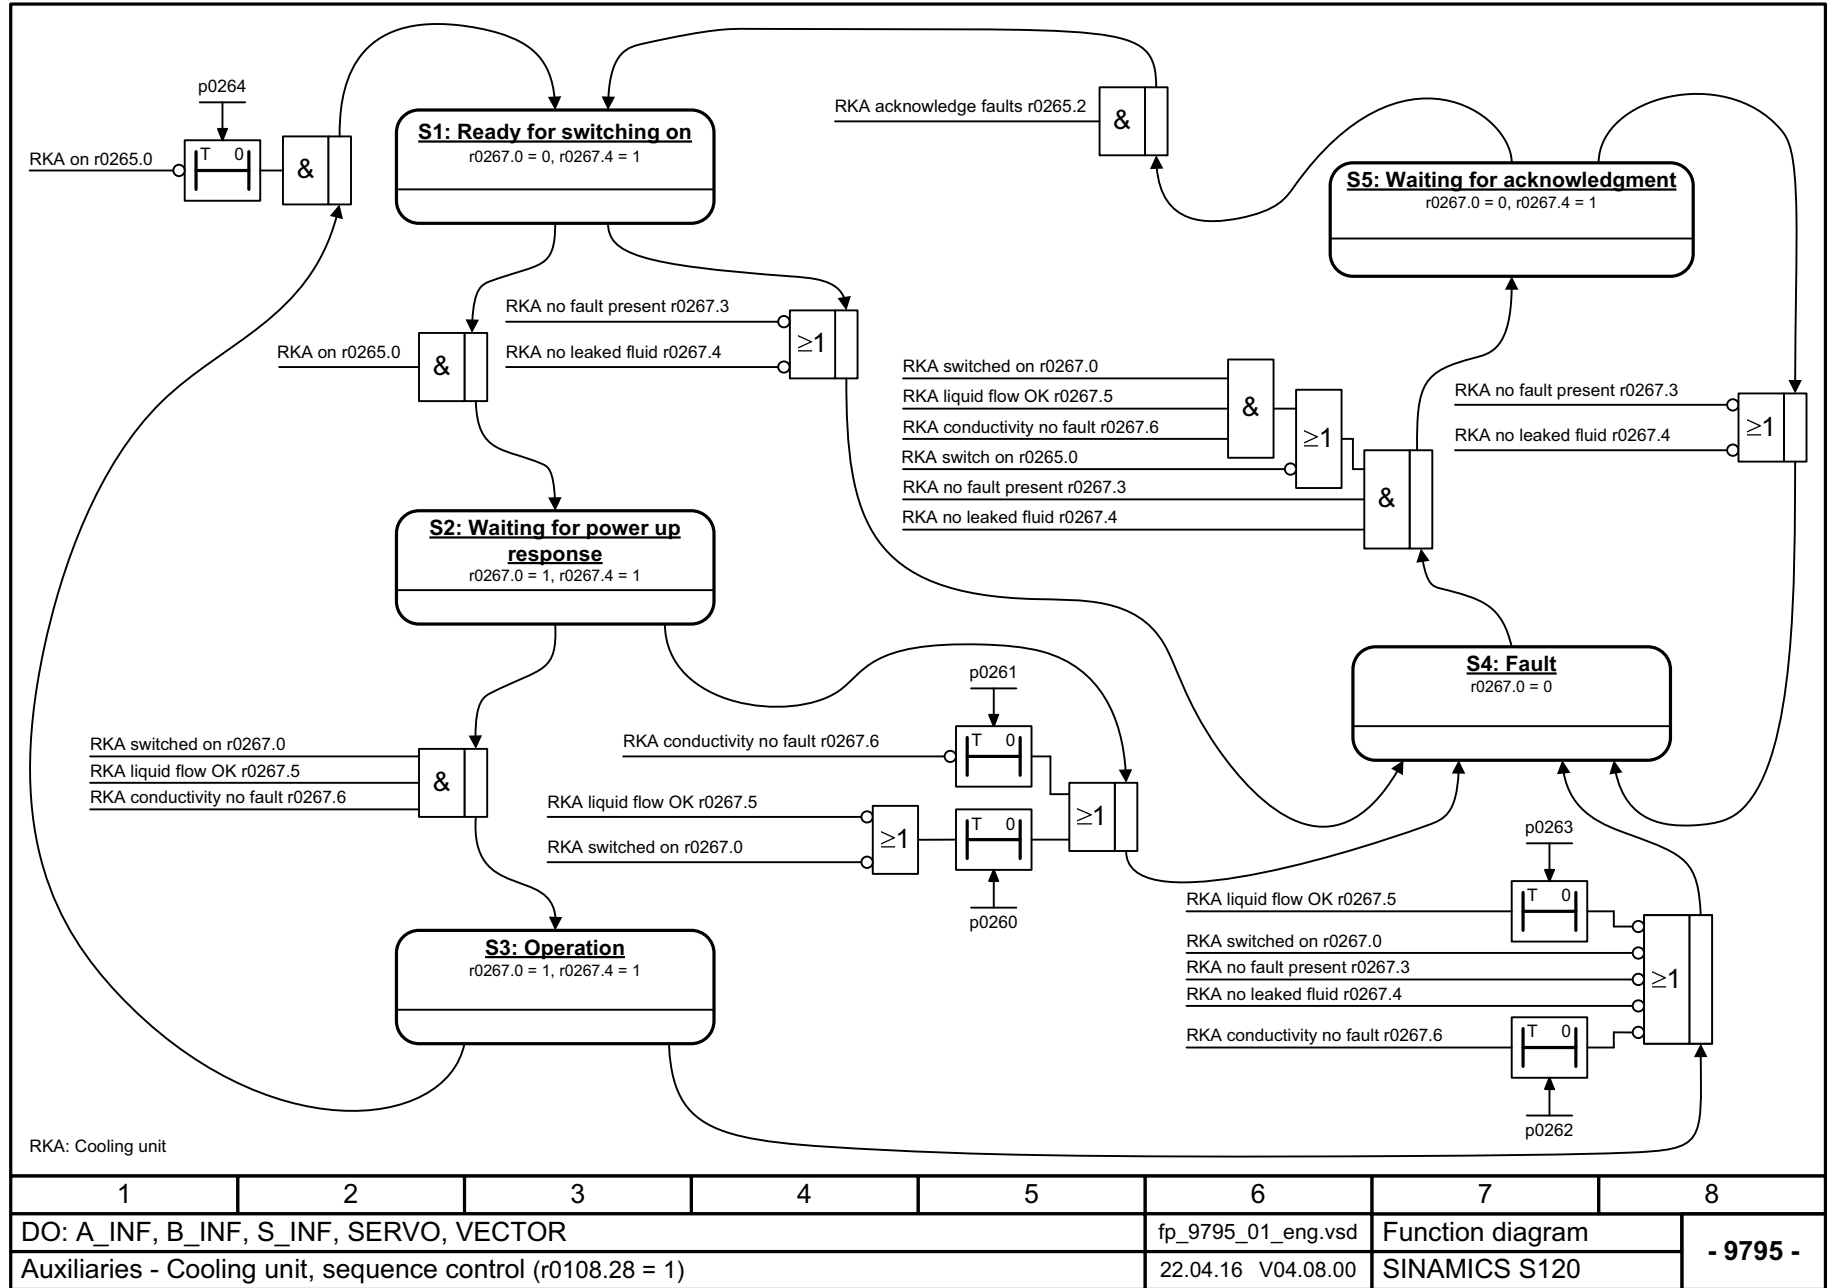 p0264
RKA on r0265.0
T 0
&
S1: Ready for switching on
r0267.0 = 0, r0267.4 = 1
RKA acknowledge faults r0265.2
&
S5: Waiting for acknowledgment
r0267.0 = 0, r0267.4 = 1
RKA on r0265.0
&
RKA no fault present r0267.3
RKA no leaked fluid r0267.4
≥1
RKA switched on r0267.0
RKA liquid flow OK r0267.5
RKA conductivity no fault r0267.6
RKA switch on r0265.0
RKA no fault present r0267.3
RKA no leaked fluid r0267.4
&
≥1
&
RKA no fault present r0267.3
RKA no leaked fluid r0267.4
≥1
S2: Waiting for power up
response
r0267.0 = 1, r0267.4 = 1
S4: Fault
r0267.0 = 0
RKA switched on r0267.0
RKA liquid flow OK r0267.5
RKA conductivity no fault r0267.6
&
p0261
RKA conductivity no fault r0267.6
T 0
RKA liquid flow OK r0267.5
RKA switched on r0267.0
≥1
T 0
≥1
p0260
S3: Operation
r0267.0 = 1, r0267.4 = 1
p0263
RKA liquid flow OK r0267.5
T 0
RKA switched on r0267.0
RKA no fault present r0267.3
RKA no leaked fluid r0267.4
≥1
RKA conductivity no fault r0267.6
T 0
p0262
RKA: Cooling unit
1 2 3 4 5 6 7 8
DO: A_INF, B_INF, S_INF, SERVO, VECTOR
fp_9795_01_eng.vsd
Function diagram
- 9795 -
Auxiliaries - Cooling unit, sequence control (r0108.28 = 1)
22.04.16 V04.08.00
SINAMICS S120